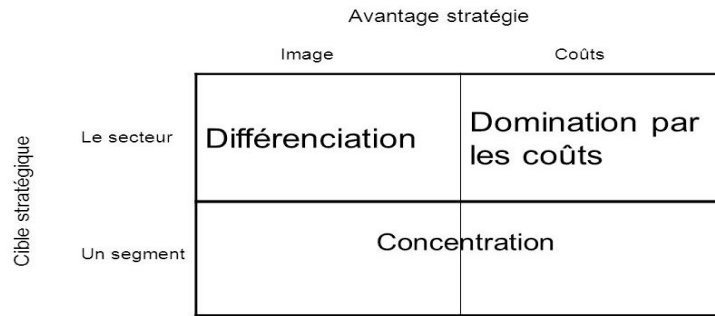 Avantage stratégie
Image
Coûts
Cible stratégique
Le secteur
Différenciation
Domination par
les coûts
Un segment
Concentration